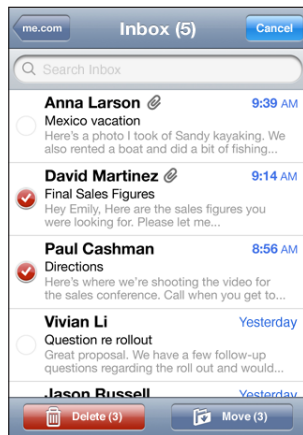 me.com
Inbox (5)
Cancel
Search Inbox
Anna Larson
9:39 AM
Mexico vacation
Here's a photo I took of Sandy kayaking. We
also rented a boat and did a bit of fishing...
David Martinez
9:14 AM
Final Sales Figures
Hey Emily, Here are the sales figures you
were looking for. Please let me...
Paul Cashman
8:56 AM
Directions
Here's where we're shooting the video for
the sales conference. Call when you get to...
Vivian Li
Yesterday
Question re rollout
Great proposal. We have a few follow-up
questions regarding the roll out and would...
Jason Russell
Yesterday
Delete (3)
Move (3)